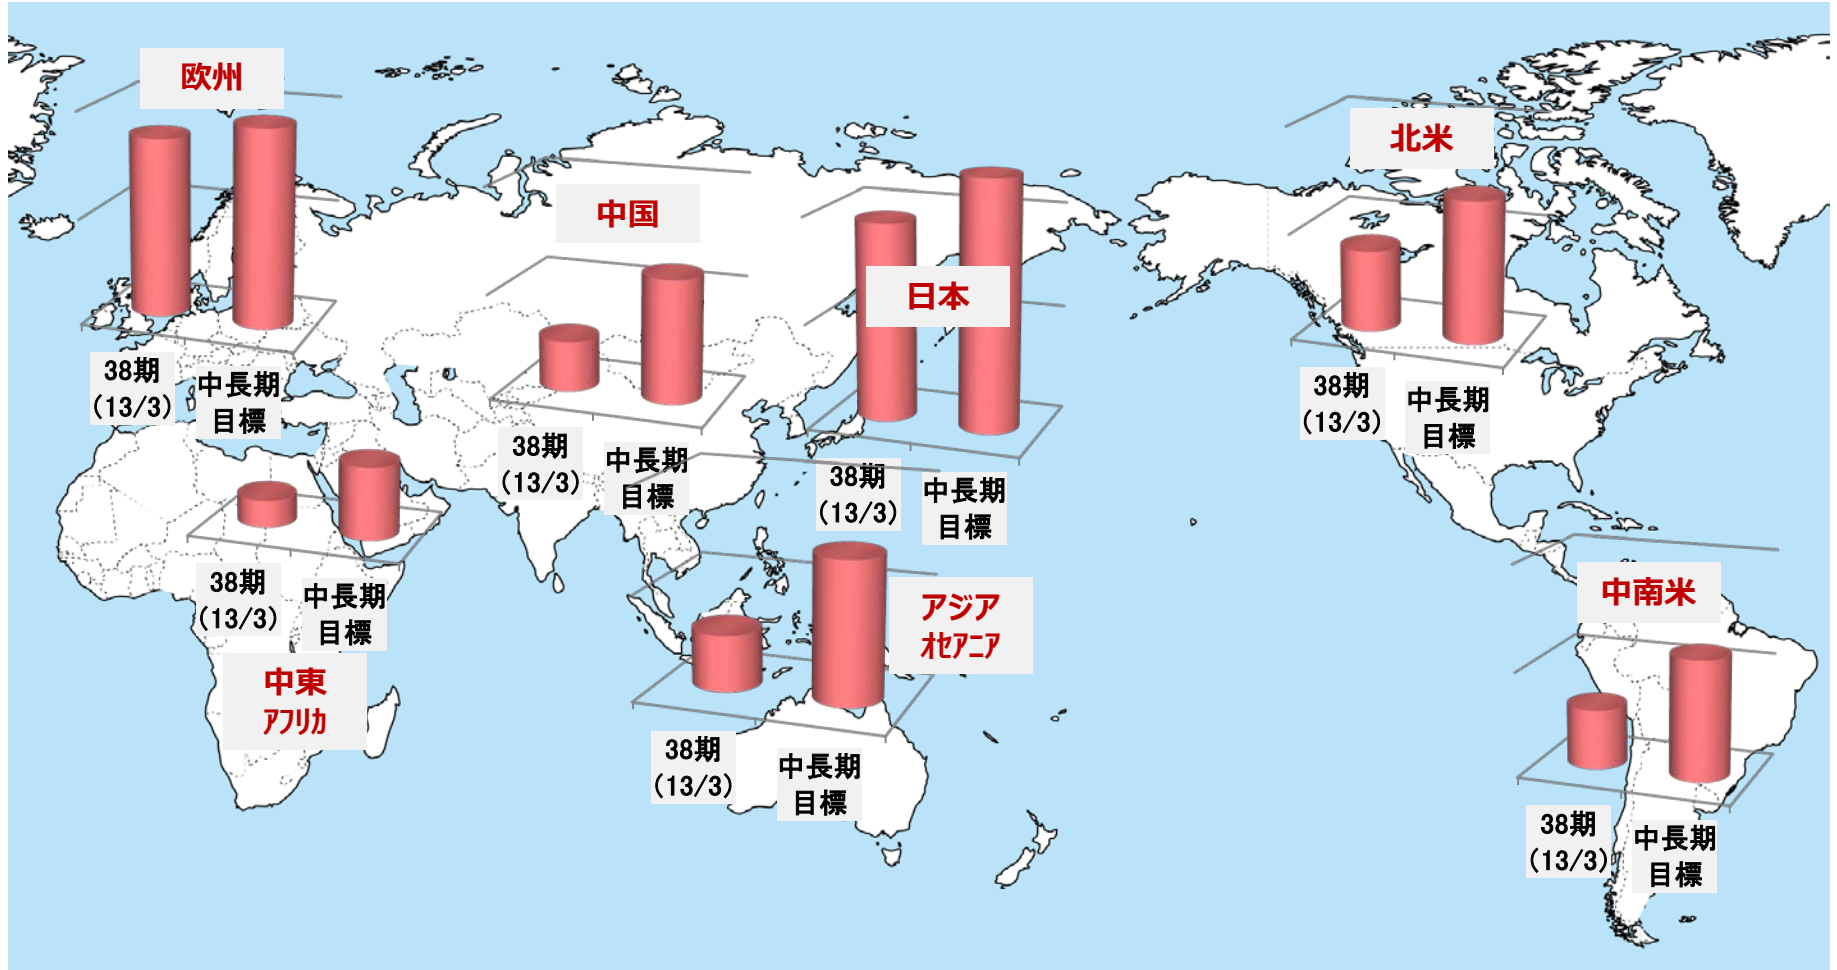 欧州
38期
(13/3)
中長期
目標
中国
38期
(13/3)
中長期
目標
日本
38期
(13/3)
中長期
目標
北米
38期
(13/3)
中長期
目標
38期
(13/3)
中長期
目標
中東
ｱﾌﾘｶ
アジア
ｵｾｱﾆｱ
38期
(13/3)
中長期
目標
中南米
38期
(13/3)
中長期
目標